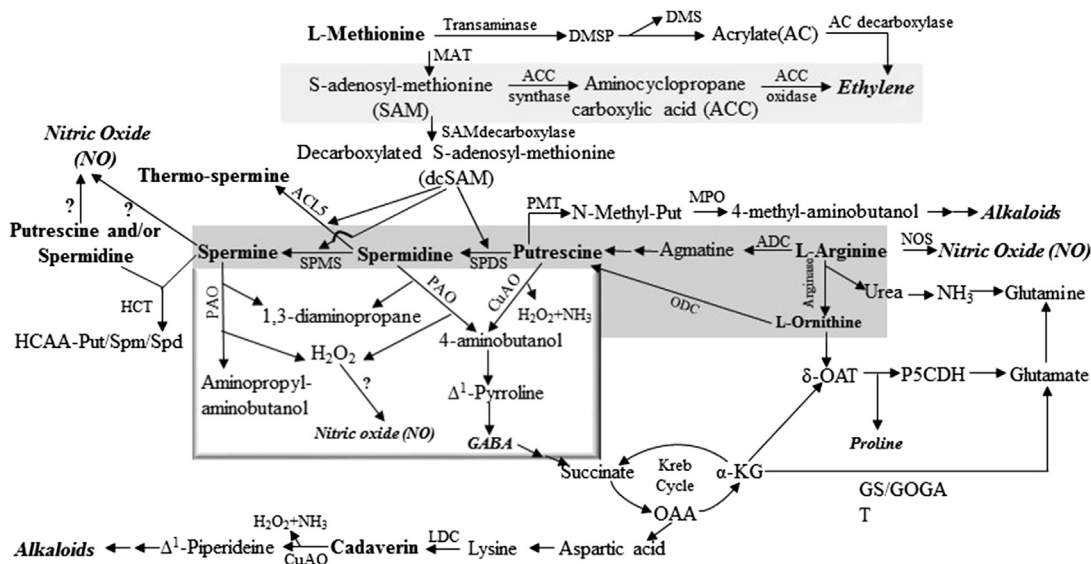 L-Methionine
Transaminase
DMSP
DMS
Acrylate(AC)
AC decarboxylase
MAT
S-adenosyl-methionine
(SAM)
ACC
synthase
Aminocyclopropane
carboxylic acid (ACC)
ACC
oxidase
Ethylene
SAMdecarboxylase
Decarboxylated S-adenosyl-methionine
(dcSAM)
Nitric Oxide
(NO)
Thermo-spermine
ACL5
?
?
Putrescine and/or
Spermidine
PMT
N-Methyl-Put
MPO
4-methyl-aminobutanol
Alkaloids
Spermine
SPMS
Spermidine
SPDS
Putrescine
Agmatine
ADC
L-Arginine
NOS
Nitric Oxide (NO)
HCT
HCAA-Put/Spm/Spd
PAO
1,3-diaminopropane
PAO
CuAO
H₂O₂+NH₃
ODC
Arginase
Urea
NH₃
Glutamine
L-Ornithine
4-aminobutanol
H₂O₂
Aminopropyl-
aminobutanol
?
Nitric oxide (NO)
Δ¹-Pyrroline
GABA
δ-OAT
P5CDH
Glutamate
Proline
Succinate
Kreb
Cycle
α-KG
OAA
GS/GOGA
T
Alkaloids
Δ¹-Piperideine
H₂O₂+NH₃
CuAO
Cadaverin
LDC
Lysine
Aspartic acid